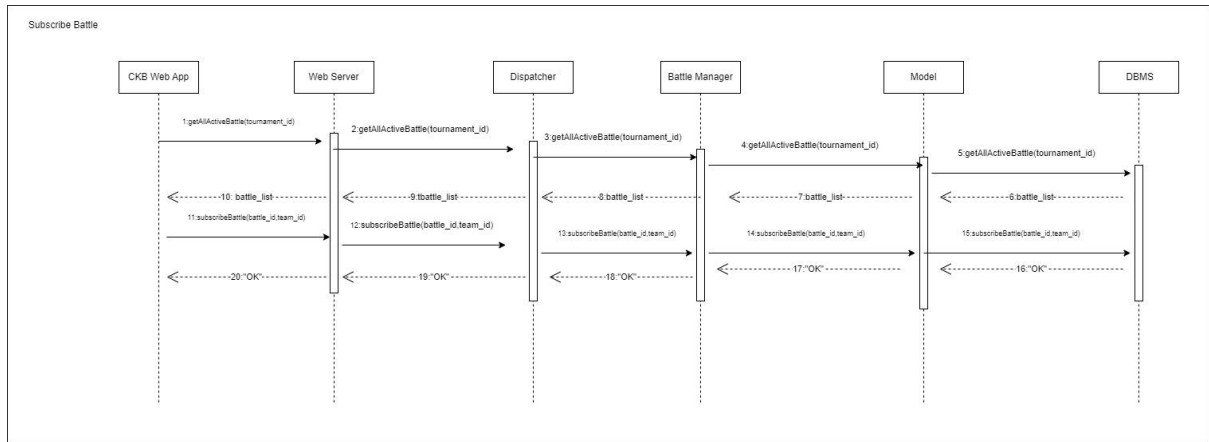 Subscribe Battle
CKB Web App
Web Server
Dispatcher
Battle Manager
Model
DBMS
1:getAllActiveBattle(tournament_id)
2:getAllActiveBattle(tournament_id)
3:getAllActiveBattle(tournament_id)
4:getAllActiveBattle(tournament_id)
5:getAllActiveBattle(tournament_id)
10: battle_list
9:tbattle_list
8:battle_list
7:battle_list
6:battle_list
11:subscribeBattle(battle_id,team_id)
12:subscribeBattle(battle_id,team_id)
13:subscribeBattle(battle_id,team_id)
14:subscribeBattle(battle_id,team_id)
15:subscribeBattle(battle_id,team_id)
20:"OK"
19:"OK"
18:"OK"
17:"OK"
16:"OK"